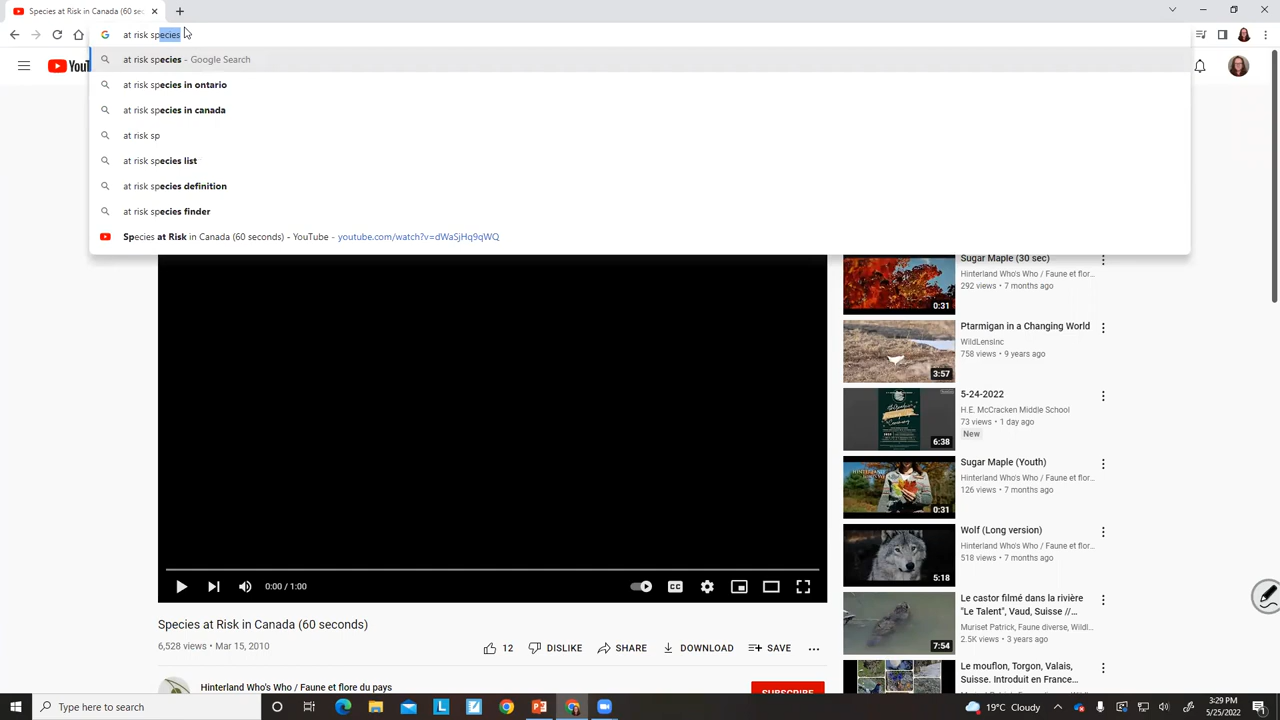 Species at Risk in Canada (60 sec
at risk species
at risk species - Google Search
at risk species in ontario
at risk species in canada
at risk sp
at risk species list
at risk species definition
at risk species finder
Species at Risk in Canada (60 seconds) - YouTube - youtube.com/watch?v=dWaSjHq9qWQ
Sugar Maple (30 sec)
Hinterland Who's Who / Faune et flor...
292 views • 7 months ago
0:31
Ptarmigan in a Changing World
WildLensInc
758 views • 9 years ago
3:57
5-24-2022
H.E. McCracken Middle School
73 views • 1 day ago
New
6:38
Sugar Maple (Youth)
Hinterland Who's Who / Faune et flor...
126 views • 7 months ago
0:31
Wolf (Long version)
Hinterland Who's Who / Faune et flor...
518 views • 7 months ago
5:18
Le castor filmé dans la rivière
"Le Talent", Vaud, Suisse //...
Muriset Patrick, Faune diverse, Wildl...
2.5K views • 3 years ago
7:54
Le mouflon, Torgon, Valais,
Suisse. Introduit en France...
0:00 / 1:00
Species at Risk in Canada (60 seconds)
6,528 views • Mar 15, 2010
12 DISLIKE SHARE DOWNLOAD SAVE
Hinterland Who's Who / Faune et flore du pays
SUBSCRIBE
Type here to search
19°C Cloudy
3:29 PM
5/25/2022